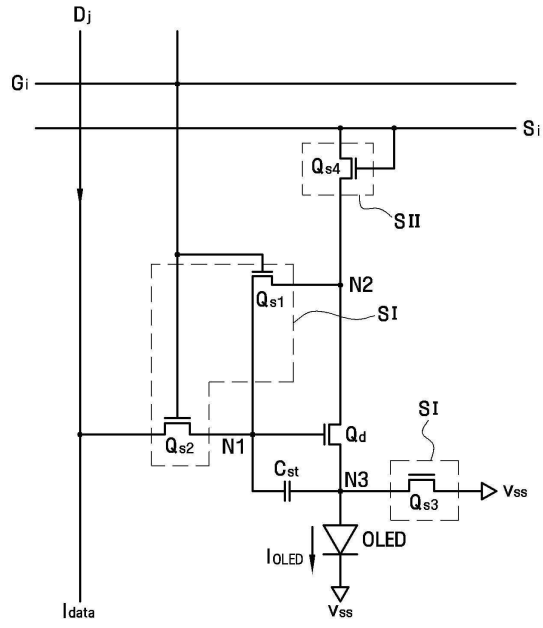 Dj
Gi
Si
Qs4
SII
Qs1
N2
SI
Qs2
N1
Qd
SI
Cst
N3
Qs3
Vss
OLED
IOLED
Idata
Vss